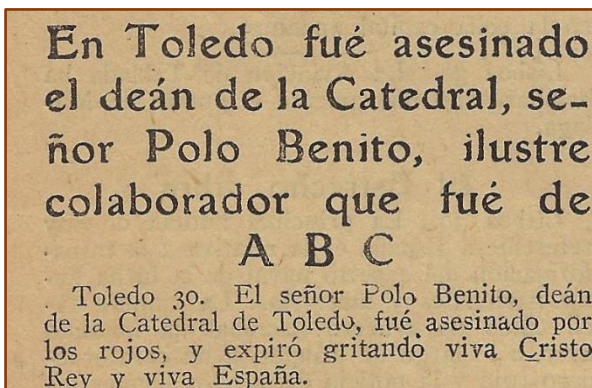 En Toledo fué asesinado
el deán de la Catedral, se-
ñor Polo Benito, ilustre
colaborador que fué de
A B C
Toledo 30. El señor Polo Benito, deán
de la Catedral de Toledo, fué asesinado por
los rojos, y expiró gritando viva Cristo
Rey y viva España.